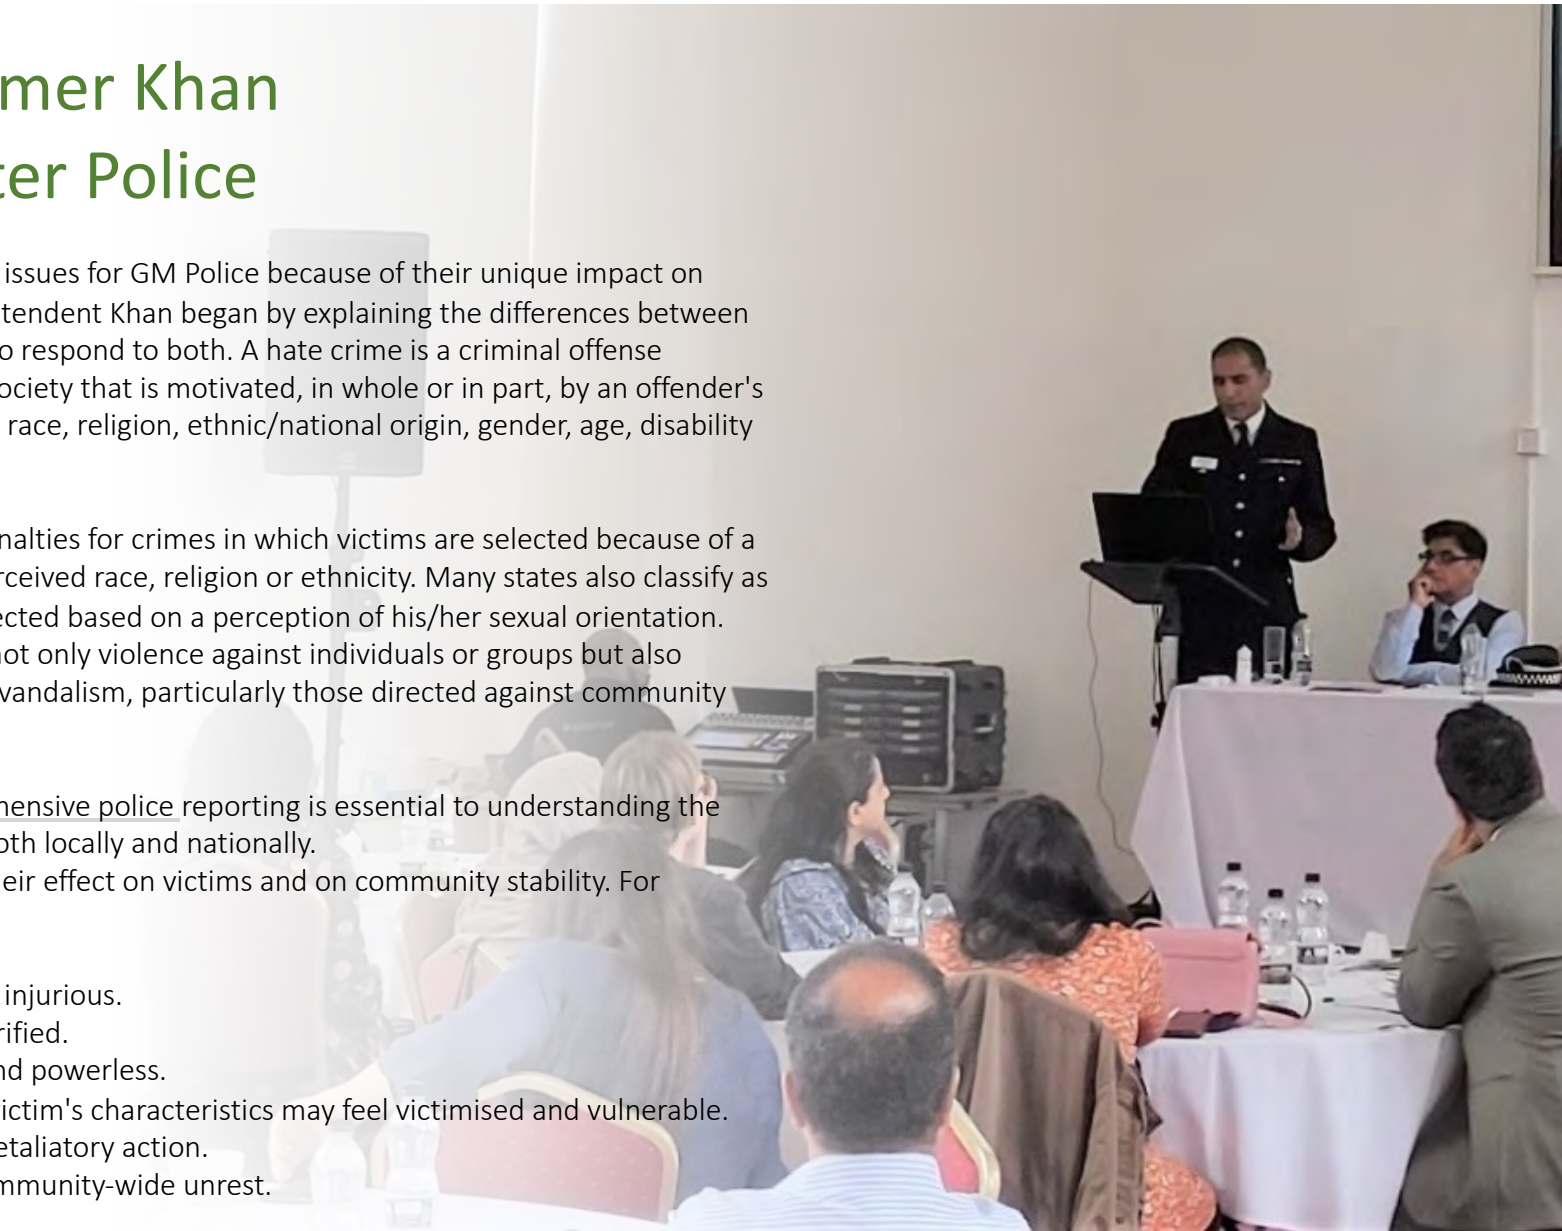 mer Khan
ter Police
issues for GM Police because of their unique impact on
tendent Khan began by explaining the differences between
o respond to both. A hate crime is a criminal offense
ociety that is motivated, in whole or in part, by an offender's
race, religion, ethnic/national origin, gender, age, disability
nalties for crimes in which victims are selected because of a
rceived race, religion or ethnicity. Many states also classify as
ected based on a perception of his/her sexual orientation.
not only violence against individuals or groups but also
vandalism, particularly those directed against community
hensive police reporting is essential to understanding the
oth locally and nationally.
heir effect on victims and on community stability. For
injurious.
rified.
nd powerless.
victim's characteristics may feel victimised and vulnerable.
etaliatory action.
mmunity-wide unrest.